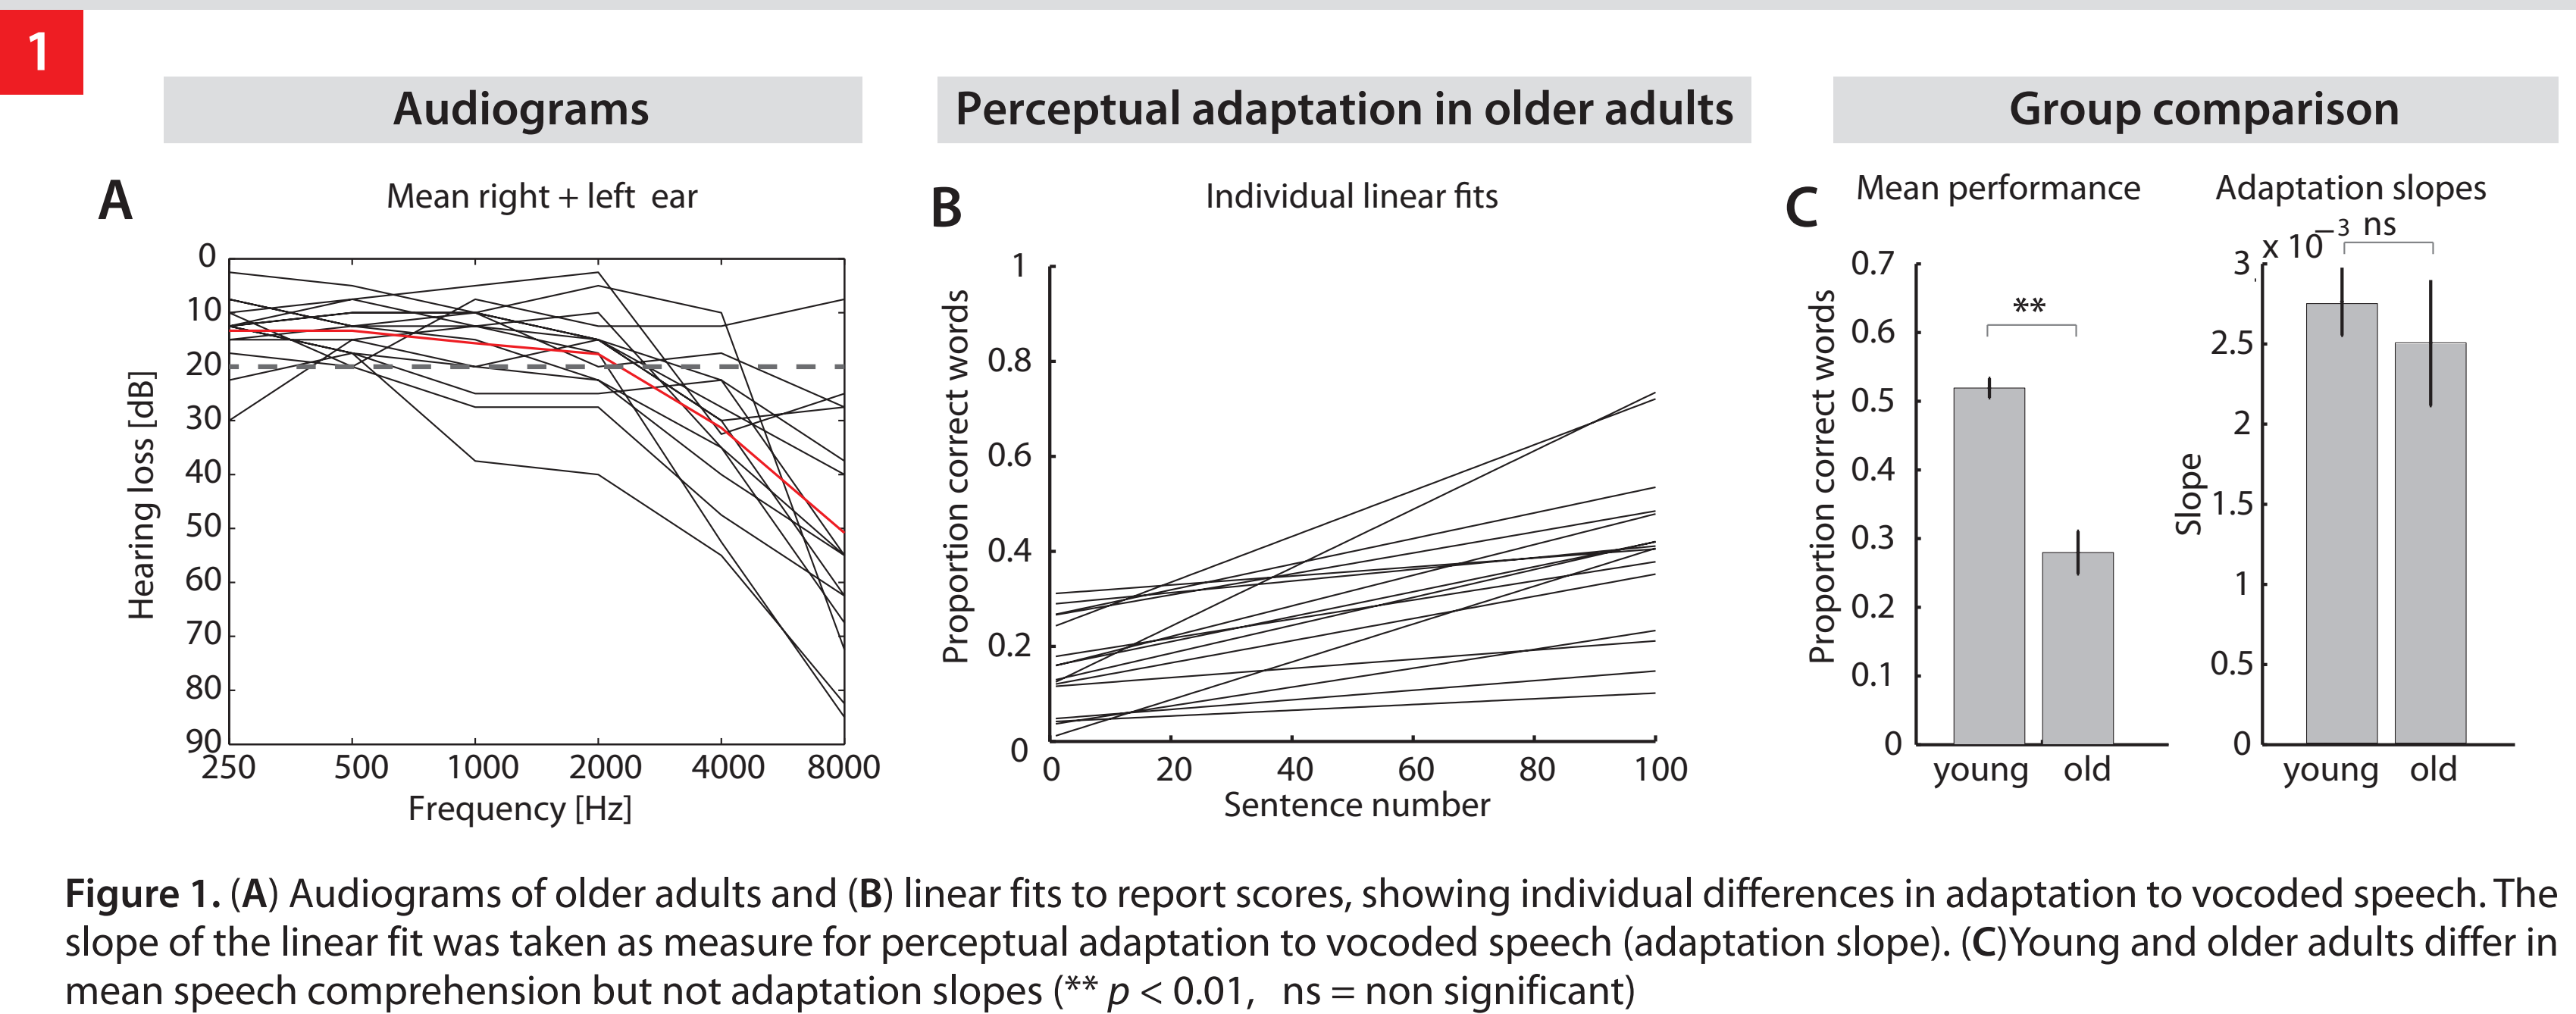 1
Audiograms
Perceptual adaptation in older adults
Group comparison
A
Mean right + left ear
0
10
20
30
40
50
60
70
80
90
Hearing loss [dB]
250 500 1000 2000 4000 8000
Frequency [Hz]
B
Individual linear fits
1
0.8
0.6
0.4
0.2
0
Proportion correct words
0 20 40 60 80 100
Sentence number
C
Mean performance
0.7
0.6
0.5
0.4
0.3
0.2
0.1
0
Proportion correct words
**
young old
Adaptation slopes
x 10−3 ns
3
2.5
2
1.5
1
0.5
0
Slope
young old
Figure 1. (A) Audiograms of older adults and (B) linear fits to report scores, showing individual differences in adaptation to vocoded speech. The
slope of the linear fit was taken as measure for perceptual adaptation to vocoded speech (adaptation slope). (C)Young and older adults differ in
mean speech comprehension but not adaptation slopes (** p < 0.01, ns = non significant)